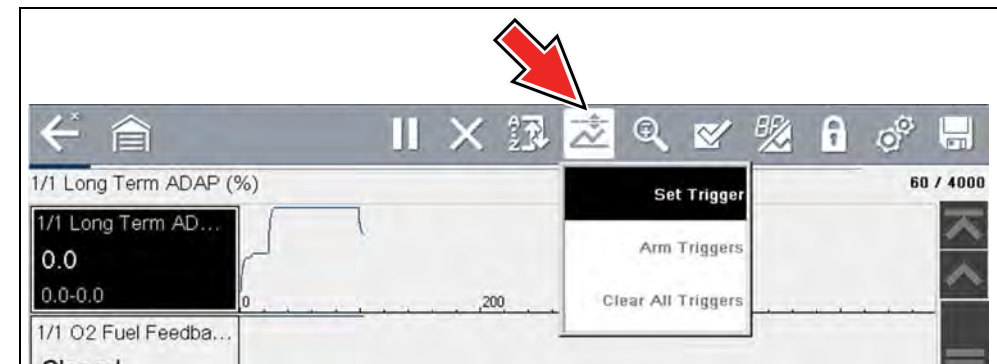 1/1 Long Term ADAP (%)
60 / 4000
1/1 Long Term AD...
0.0
0.0-0.0
0
200
Set Trigger
Arm Triggers
Clear All Triggers
1/1 O2 Fuel Feedba...